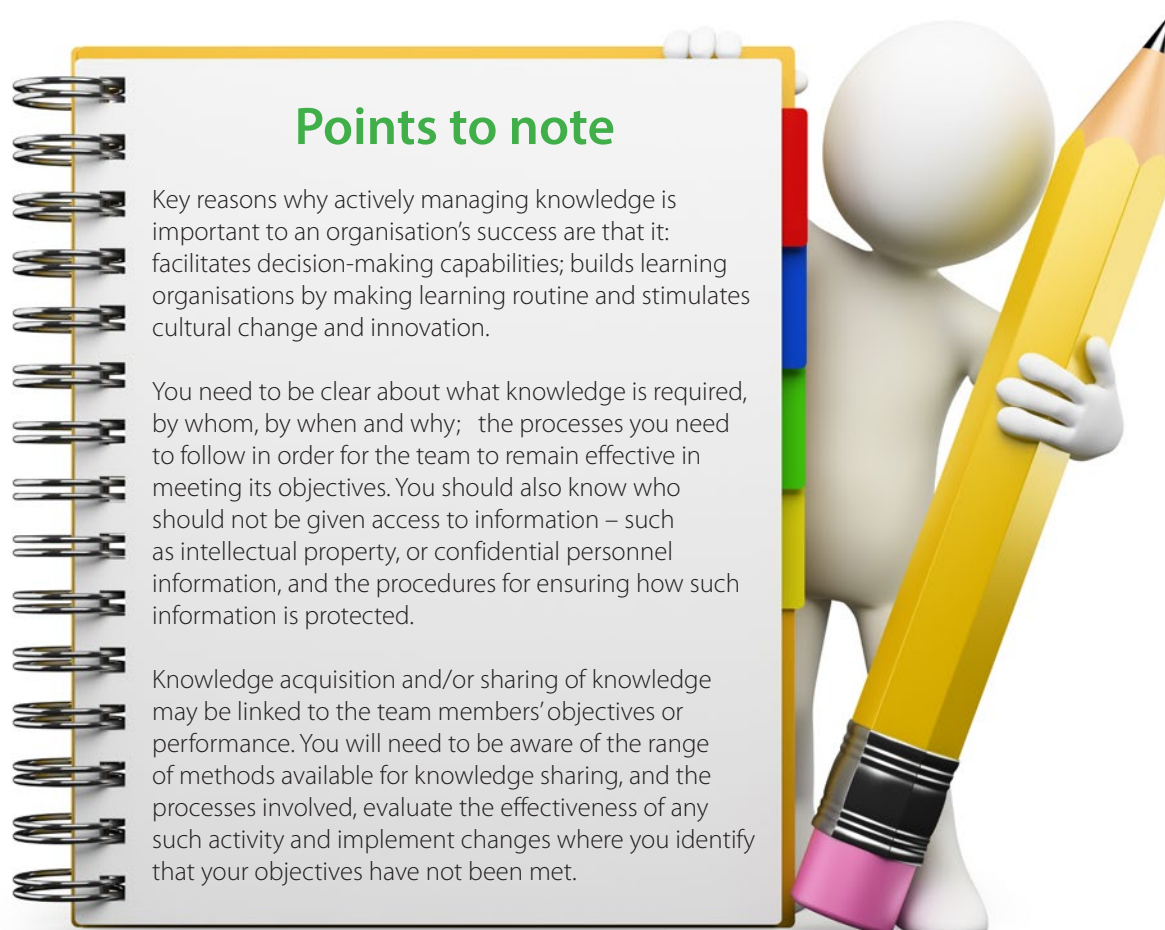 Points to note
Key reasons why actively managing knowledge is
important to an organisation's success are that it:
facilitates decision-making capabilities; builds learning
organisations by making learning routine and stimulates
cultural change and innovation.
You need to be clear about what knowledge is required,
by whom, by when and why;   the processes you need
to follow in order for the team to remain effective in
meeting its objectives. You should also know who
should not be given access to information – such
as intellectual property, or confidential personnel
information, and the procedures for ensuring how such
information is protected.
Knowledge acquisition and/or sharing of knowledge
may be linked to the team members' objectives or
performance. You will need to be aware of the range
of methods available for knowledge sharing, and the
processes involved, evaluate the effectiveness of any
such activity and implement changes where you identify
that your objectives have not been met.